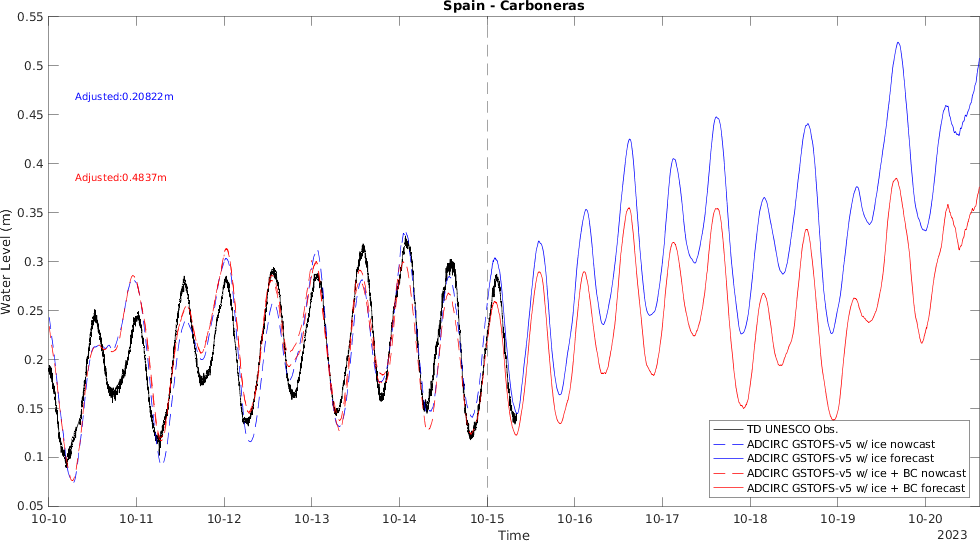 Spain - Carboneras
0.55
0.5
0.45
0.4
0.35
0.3
0.25
0.2
0.15
0.1
0.05
Water Level (m)
Adjusted:0.20822m
Adjusted:0.4837m
TD UNESCO Obs.
ADCIRC GSTOFS-v5 w/ ice nowcast
ADCIRC GSTOFS-v5 w/ ice forecast
ADCIRC GSTOFS-v5 w/ ice + BC nowcast
ADCIRC GSTOFS-v5 w/ ice + BC forecast
10-10 10-11 10-12 10-13 10-14 10-15 10-16 10-17 10-18 10-19 10-20
Time
2023